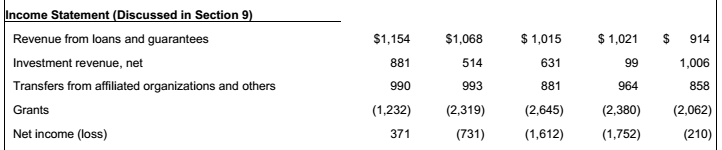 Income Statement (Discussed in Section 9)
Revenue from loans and guarantees $1,154 $1,068 $ 1,015 $ 1,021 $ 914
Investment revenue, net 881 514 631 99 1,006
Transfers from affiliated organizations and others 990 993 881 964 858
Grants (1,232) (2,319) (2,645) (2,380) (2,062)
Net income (loss) 371 (731) (1,612) (1,752) (210)